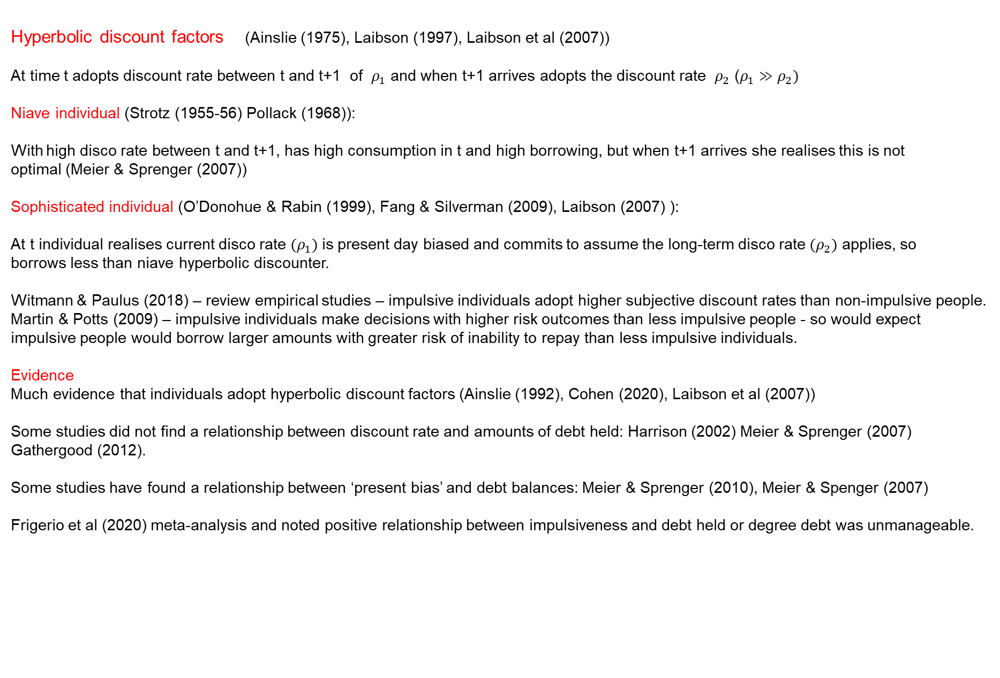 Hyperbolic discount factors (Ainslie (1975), Laibson (1997), Laibson et al (2007))
At time t adopts discount rate between t and t+1 of ρ₁ and when t+1 arrives adopts the discount rate ρ₂ (ρ₁ ≫ ρ₂)
Niave individual (Strotz (1955-56) Pollack (1968)):
With high disco rate between t and t+1, has high consumption in t and high borrowing, but when t+1 arrives she realises this is not
optimal (Meier & Sprenger (2007))
Sophisticated individual (O’Donohue & Rabin (1999), Fang & Silverman (2009), Laibson (2007) ):
At t individual realises current disco rate (ρ₁) is present day biased and commits to assume the long-term disco rate (ρ₂) applies, so
borrows less than niave hyperbolic discounter.
Witmann & Paulus (2018) – review empirical studies – impulsive individuals adopt higher subjective discount rates than non-impulsive people.
Martin & Potts (2009) – impulsive individuals make decisions with higher risk outcomes than less impulsive people - so would expect
impulsive people would borrow larger amounts with greater risk of inability to repay than less impulsive individuals.
Evidence
Much evidence that individuals adopt hyperbolic discount factors (Ainslie (1992), Cohen (2020), Laibson et al (2007))
Some studies did not find a relationship between discount rate and amounts of debt held: Harrison (2002) Meier & Sprenger (2007)
Gathergood (2012).
Some studies have found a relationship between ‘present bias’ and debt balances: Meier & Sprenger (2010), Meier & Spenger (2007)
Frigerio et al (2020) meta-analysis and noted positive relationship between impulsiveness and debt held or degree debt was unmanageable.